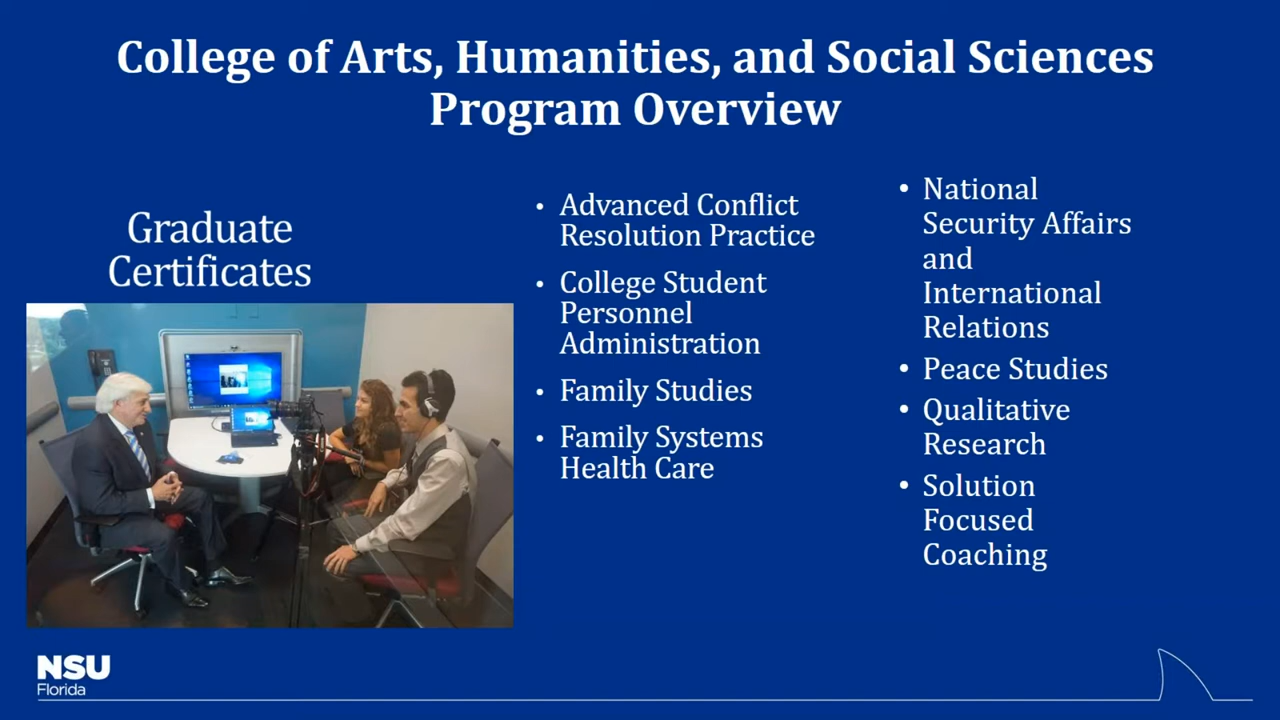 College of Arts, Humanities, and Social Sciences
Program Overview
Graduate
Certificates
• Advanced Conflict
Resolution Practice
• College Student
Personnel
Administration
• Family Studies
• Family Systems
Health Care
• National
Security Affairs
and
International
Relations
• Peace Studies
• Qualitative
Research
• Solution
Focused
Coaching
NSU
Florida